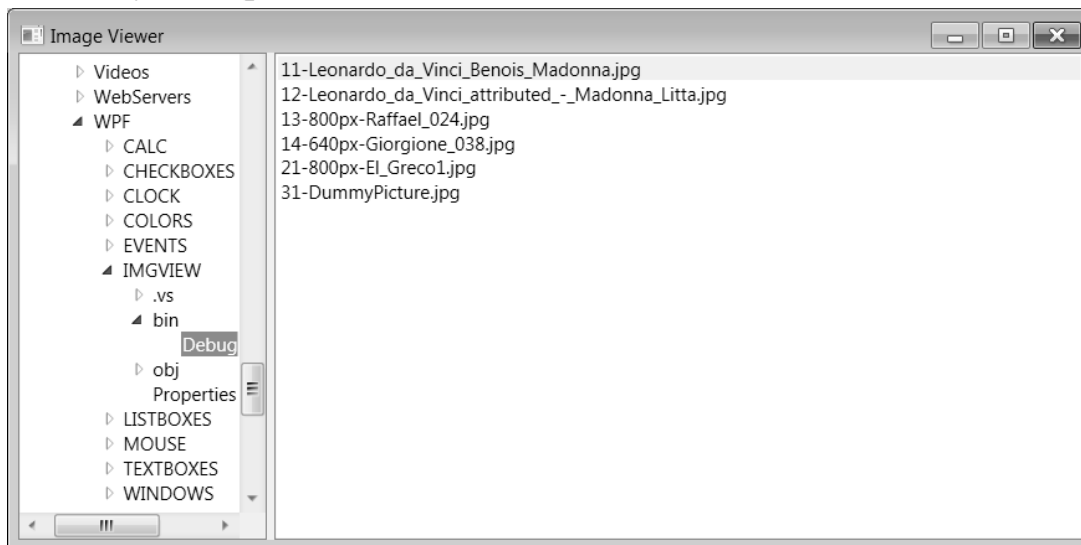 Image Viewer
Videos
WebServers
WPF
CALC
CHECKBOXES
CLOCK
COLORS
EVENTS
IMGVIEW
.vs
bin
Debug
obj
Properties
LISTBOXES
MOUSE
TEXTBOXES
WINDOWS
11-Leonardo_da_Vinci_Benois_Madonna.jpg
12-Leonardo_da_Vinci_attributed_-_Madonna_Litta.jpg
13-800px-Raffael_024.jpg
14-640px-Giorgione_038.jpg
21-800px-El_Greco1.jpg
31-DummyPicture.jpg